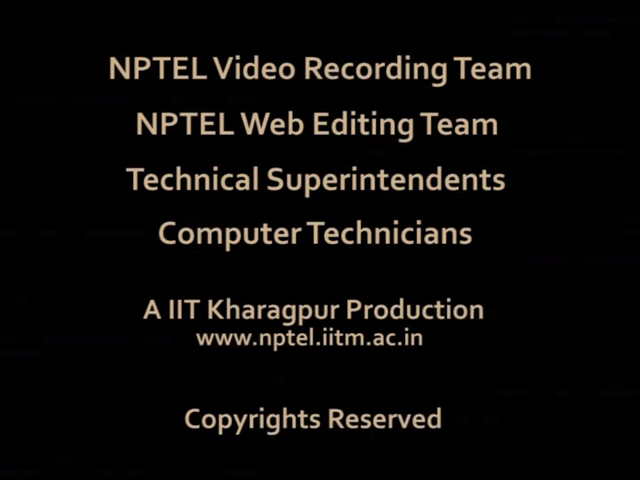 NPTEL Video Recording Team
NPTEL Web Editing Team
Technical Superintendents
Computer Technicians
A IIT Kharagpur Production
www.nptel.iitm.ac.in
Copyrights Reserved